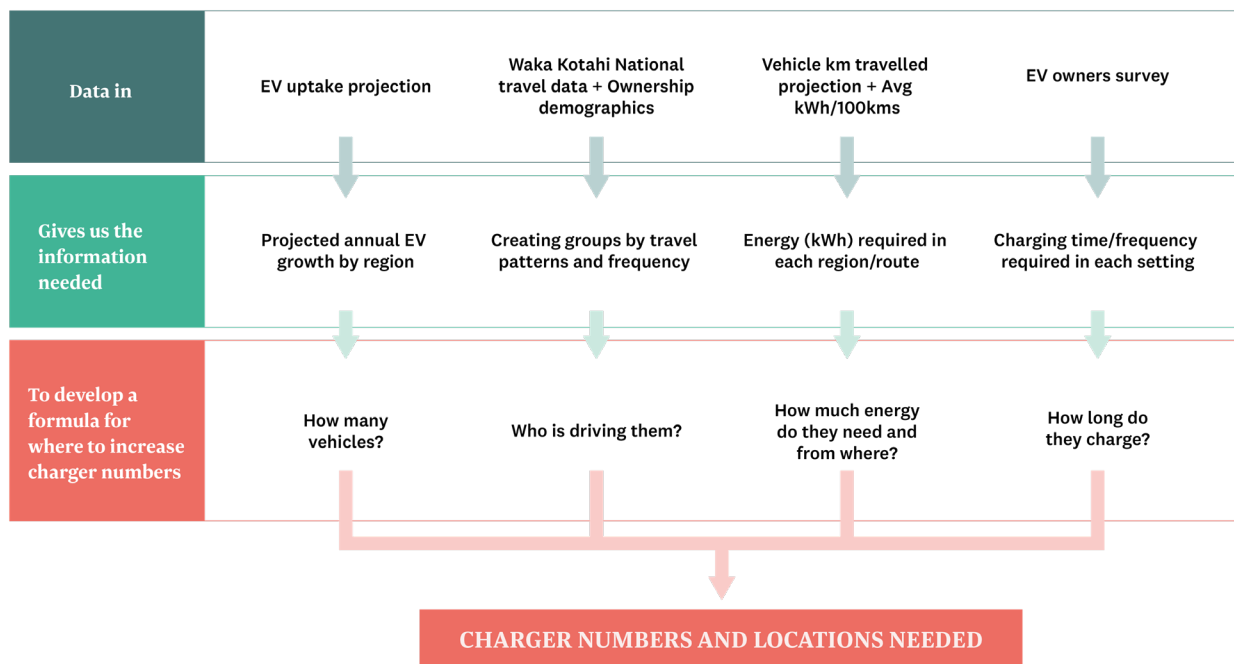 Data in
EV uptake projection
Waka Kotahi National
travel data + Ownership
demographics
Vehicle km travelled
projection + Avg
kWh/100kms
EV owners survey
Gives us the
information
needed
Projected annual EV
growth by region
Creating groups by travel
patterns and frequency
Energy (kWh) required in
each region/route
Charging time/frequency
required in each setting
To develop a
formula for
where to increase
charger numbers
How many
vehicles?
Who is driving them?
How much energy
do they need and
from where?
How long do
they charge?
CHARGER NUMBERS AND LOCATIONS NEEDED